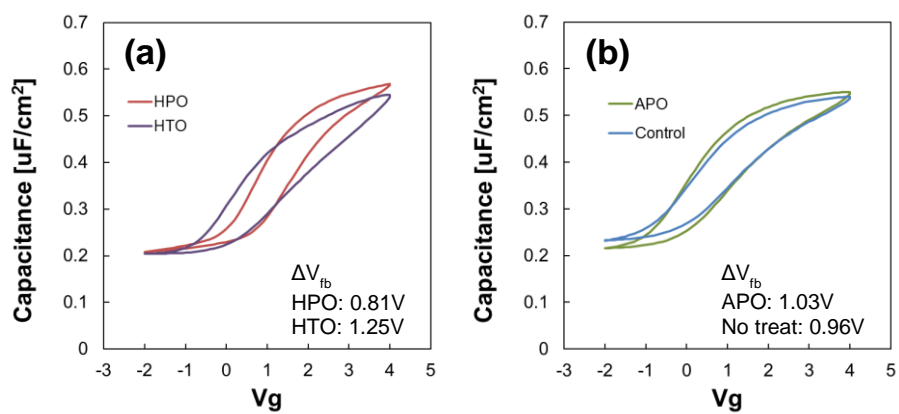 (a)
Capacitance [uF/cm²]
0.7
0.6
0.5
0.4
0.3
0.2
0.1
0
HPO
HTO
ΔVfb
HPO: 0.81V
HTO: 1.25V
-3 -2 -1 0 1 2 3 4 5
Vg
(b)
Capacitance [uF/cm²]
0.7
0.6
0.5
0.4
0.3
0.2
0.1
0
APO
Control
ΔVfb
APO: 1.03V
No treat: 0.96V
-3 -2 -1 0 1 2 3 4 5
Vg